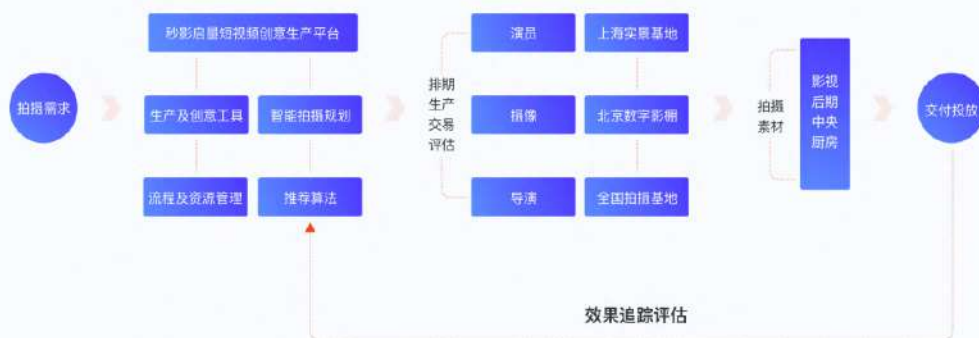 拍摄需求
秒影启量短视频创意生产平台
生产及创意工具
智能拍摄规划
流程及资源管理
推荐算法
排期
生产
交易
评估
演员
上海实景基地
摄像
北京数字影棚
导演
全国拍摄基地
拍摄
素材
影视
后期
中央
厨房
交付投放
效果追踪评估